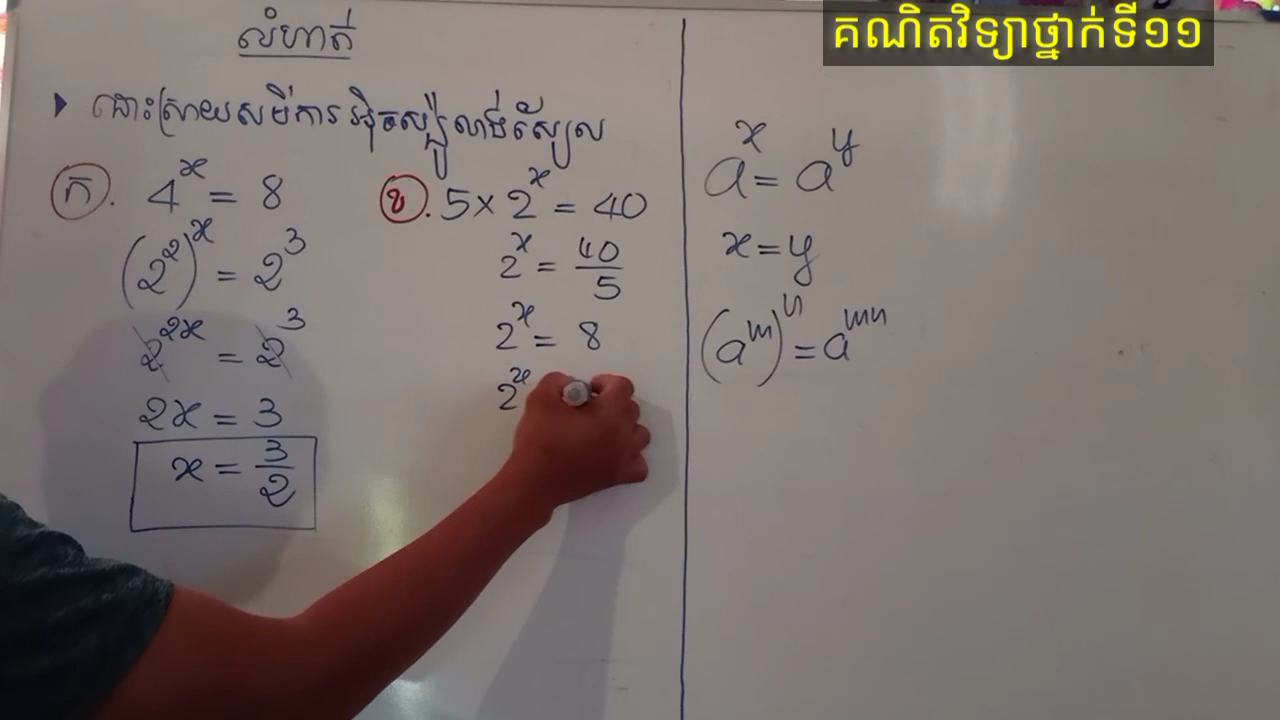 គណិតវិទ្យាថ្នាក់ទី១១
លំហាត់
ដោះស្រាយសមីការអ៊ិចស្ប៉ូណង់ស្យែល
ក. 4^x = 8
(2^2)^x = 2^3
2^{2x} = 2^3
2x = 3
x = 3/2
ខ. 5 × 2^x = 40
2^x = 40/5
2^x = 8
2^x
a^x = a^y
x = y
(a^m)^n = a^{mn}